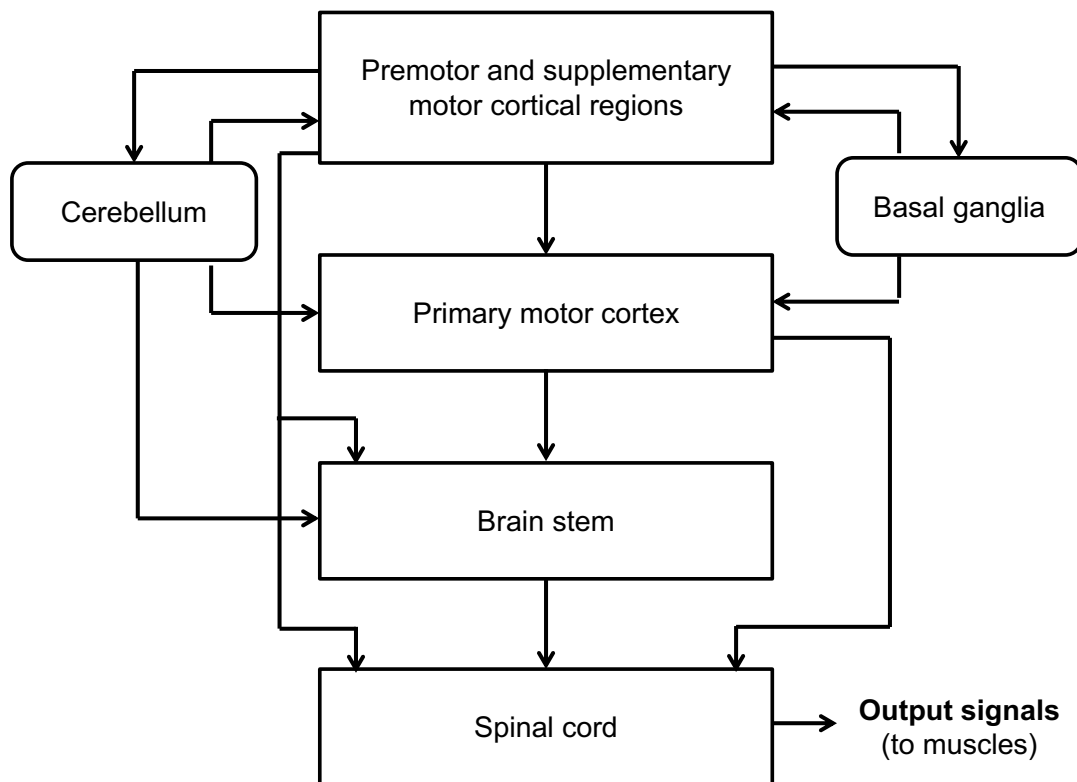 Premotor and supplementary
motor cortical regions
Cerebellum
Basal ganglia
Primary motor cortex
Brain stem
Spinal cord
Output signals
(to muscles)